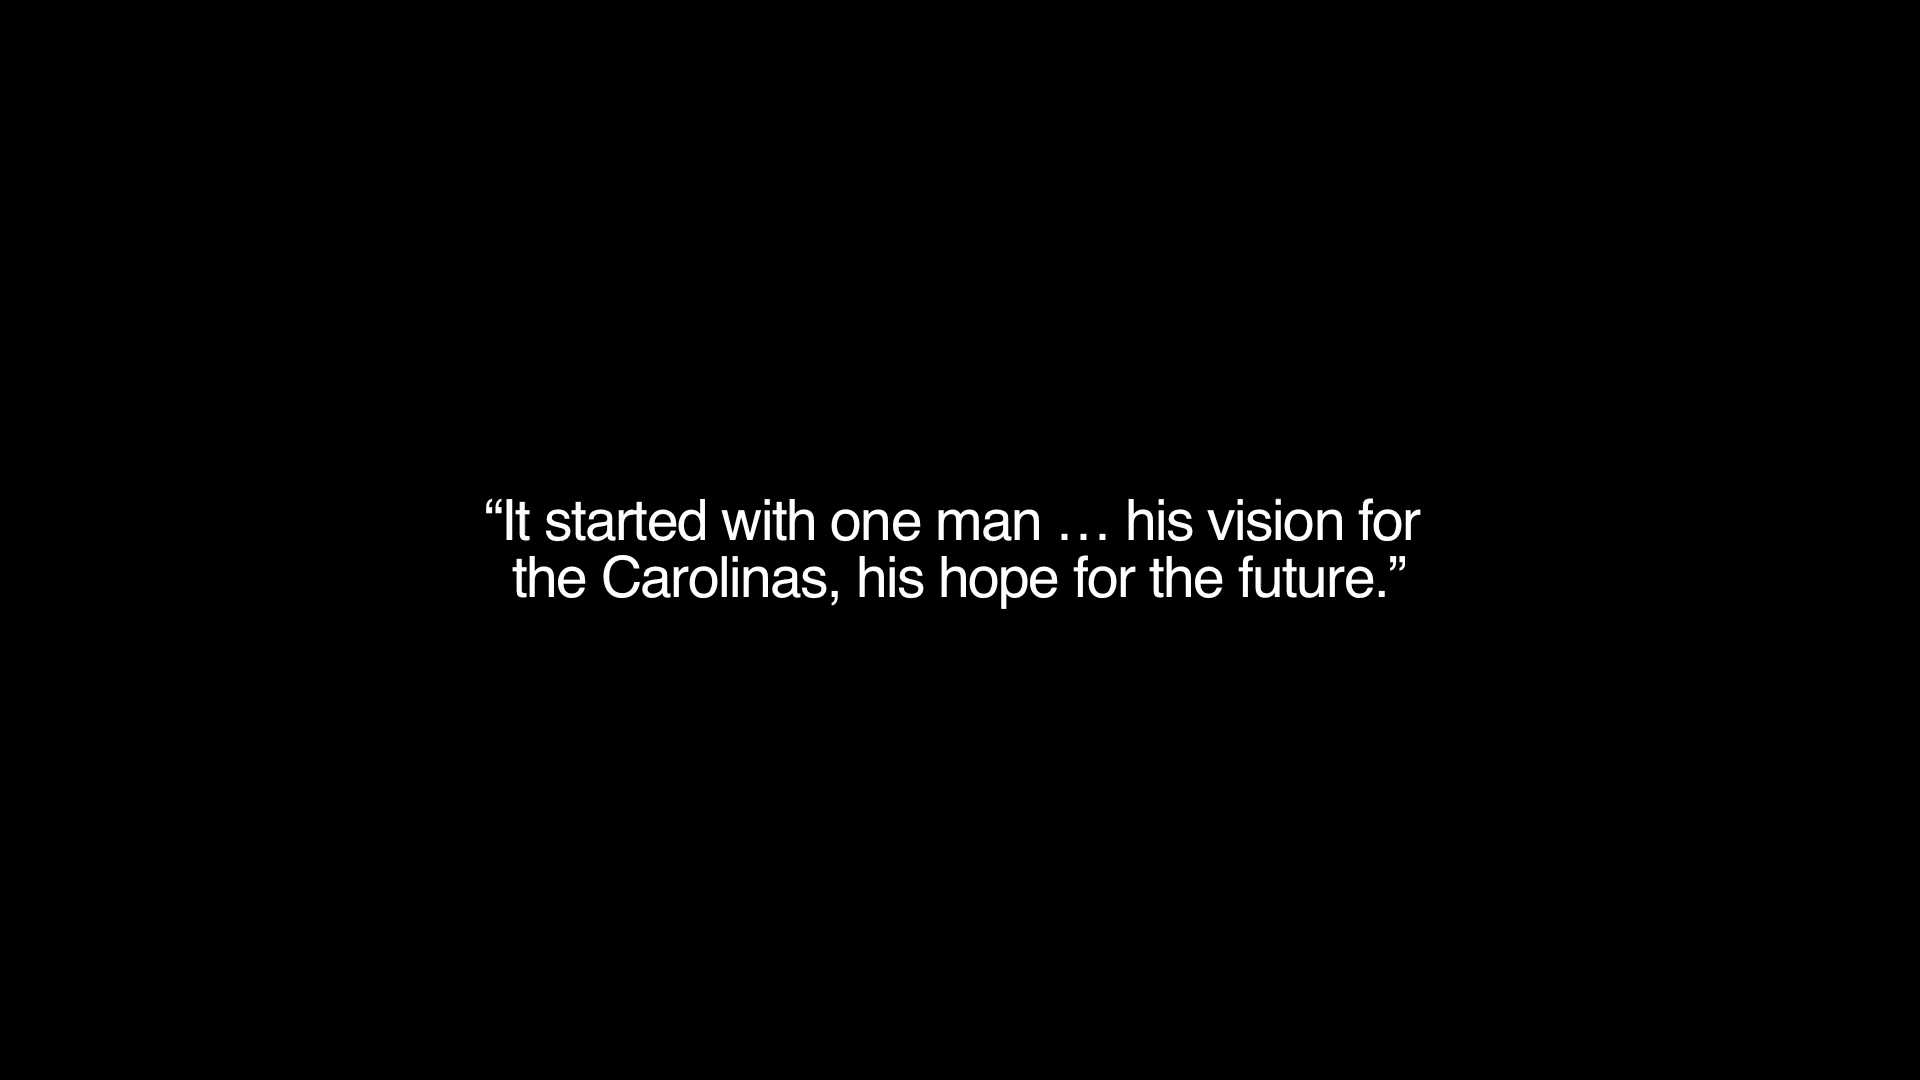 “It started with one man … his vision for
the Carolinas, his hope for the future.”